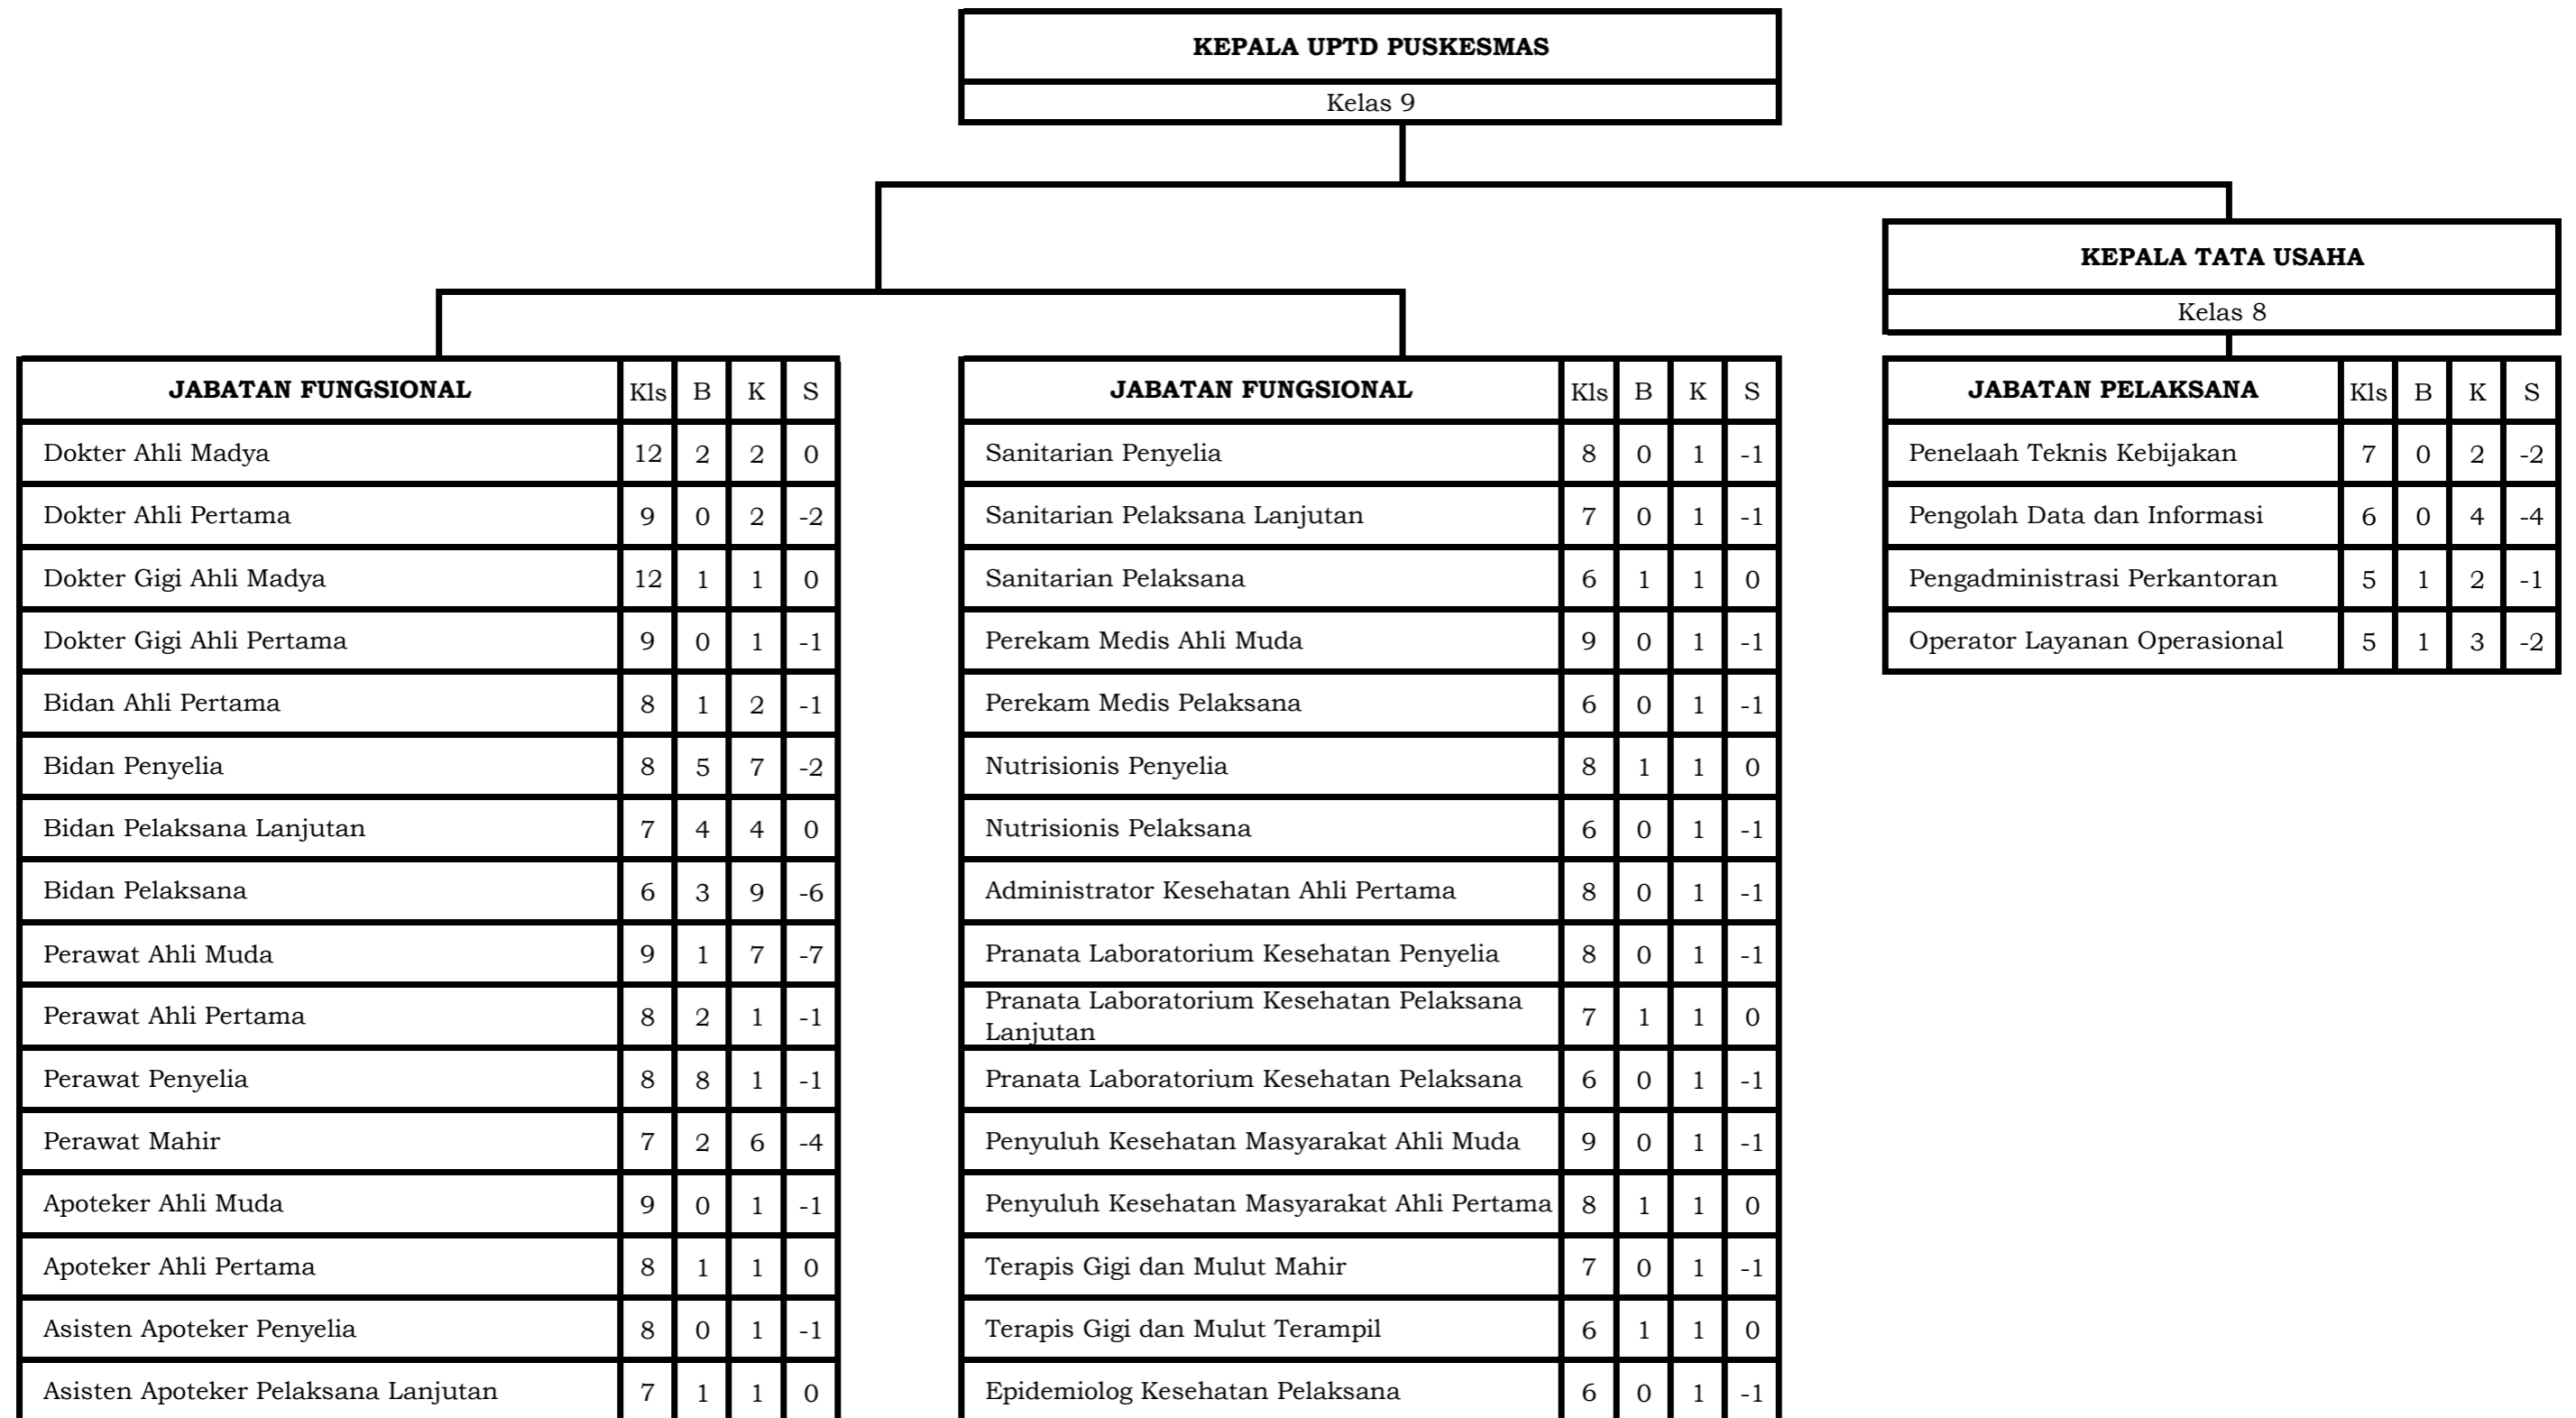 KEPALA UPTD PUSKESMAS
Kelas 9
KEPALA TATA USAHA
Kelas 8
JABATAN FUNGSIONAL Kls B K S
Dokter Ahli Madya 12 2 2 0
Dokter Ahli Pertama 9 0 2 -2
Dokter Gigi Ahli Madya 12 1 1 0
Dokter Gigi Ahli Pertama 9 0 1 -1
Bidan Ahli Pertama 8 1 2 -1
Bidan Penyelia 8 5 7 -2
Bidan Pelaksana Lanjutan 7 4 4 0
Bidan Pelaksana 6 3 9 -6
Perawat Ahli Muda 9 1 7 -7
Perawat Ahli Pertama 8 2 1 -1
Perawat Penyelia 8 8 1 -1
Perawat Mahir 7 2 6 -4
Apoteker Ahli Muda 9 0 1 -1
Apoteker Ahli Pertama 8 1 1 0
Asisten Apoteker Penyelia 8 0 1 -1
Asisten Apoteker Pelaksana Lanjutan 7 1 1 0
JABATAN FUNGSIONAL Kls B K S
Sanitarian Penyelia 8 0 1 -1
Sanitarian Pelaksana Lanjutan 7 0 1 -1
Sanitarian Pelaksana 6 1 1 0
Perekam Medis Ahli Muda 9 0 1 -1
Perekam Medis Pelaksana 6 0 1 -1
Nutrisionis Penyelia 8 1 1 0
Nutrisionis Pelaksana 6 0 1 -1
Administrator Kesehatan Ahli Pertama 8 0 1 -1
Pranata Laboratorium Kesehatan Penyelia 8 0 1 -1
Pranata Laboratorium Kesehatan Pelaksana
Lanjutan 7 1 1 0
Pranata Laboratorium Kesehatan Pelaksana 6 0 1 -1
Penyuluh Kesehatan Masyarakat Ahli Muda 9 0 1 -1
Penyuluh Kesehatan Masyarakat Ahli Pertama 8 1 1 0
Terapis Gigi dan Mulut Mahir 7 0 1 -1
Terapis Gigi dan Mulut Terampil 6 1 1 0
Epidemiolog Kesehatan Pelaksana 6 0 1 -1
JABATAN PELAKSANA Kls B K S
Penelaah Teknis Kebijakan 7 0 2 -2
Pengolah Data dan Informasi 6 0 4 -4
Pengadministrasi Perkantoran 5 1 2 -1
Operator Layanan Operasional 5 1 3 -2